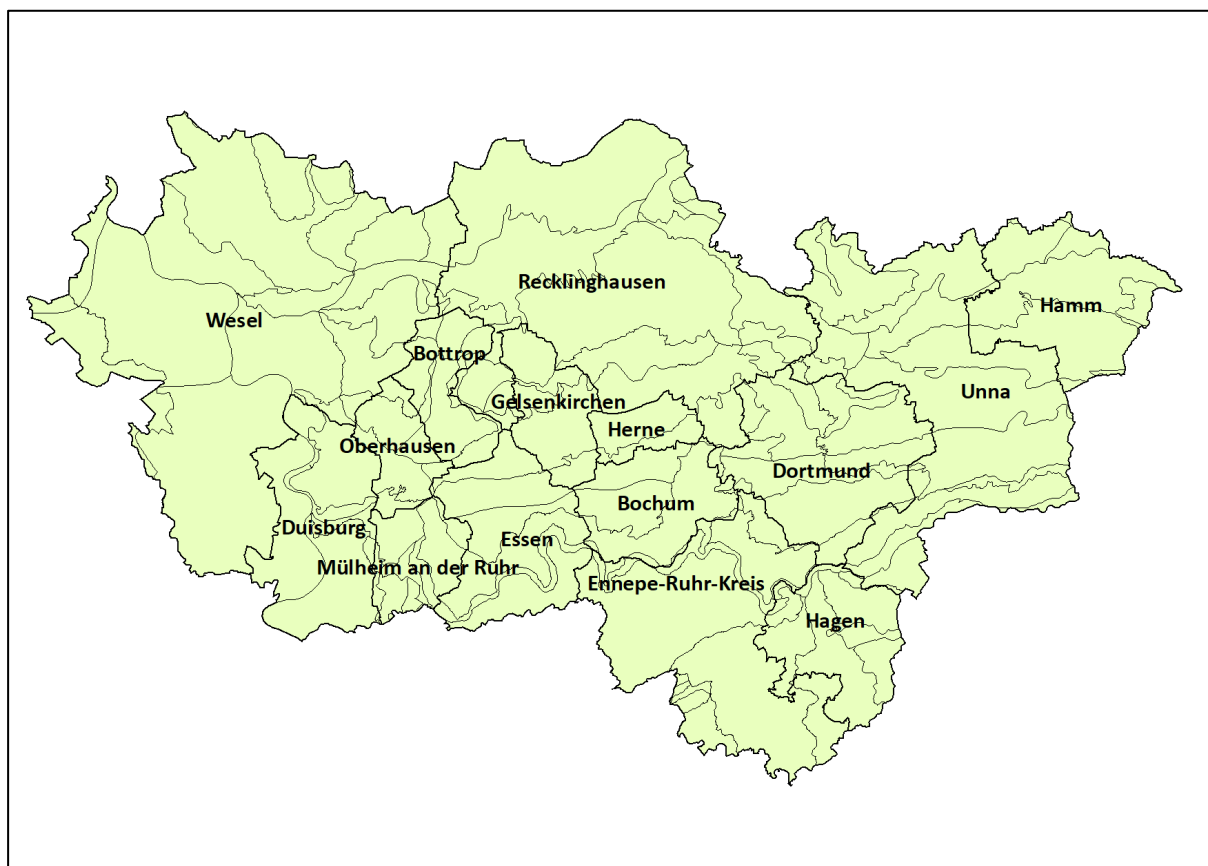 Recklinghausen
Hamm
Wesel
Bottrop
Unna
Gelsenkirchen
Herne
Oberhausen
Dortmund
Bochum
Duisburg
Essen
Mülheim an der Ruhr
Ennepe-Ruhr-Kreis
Hagen